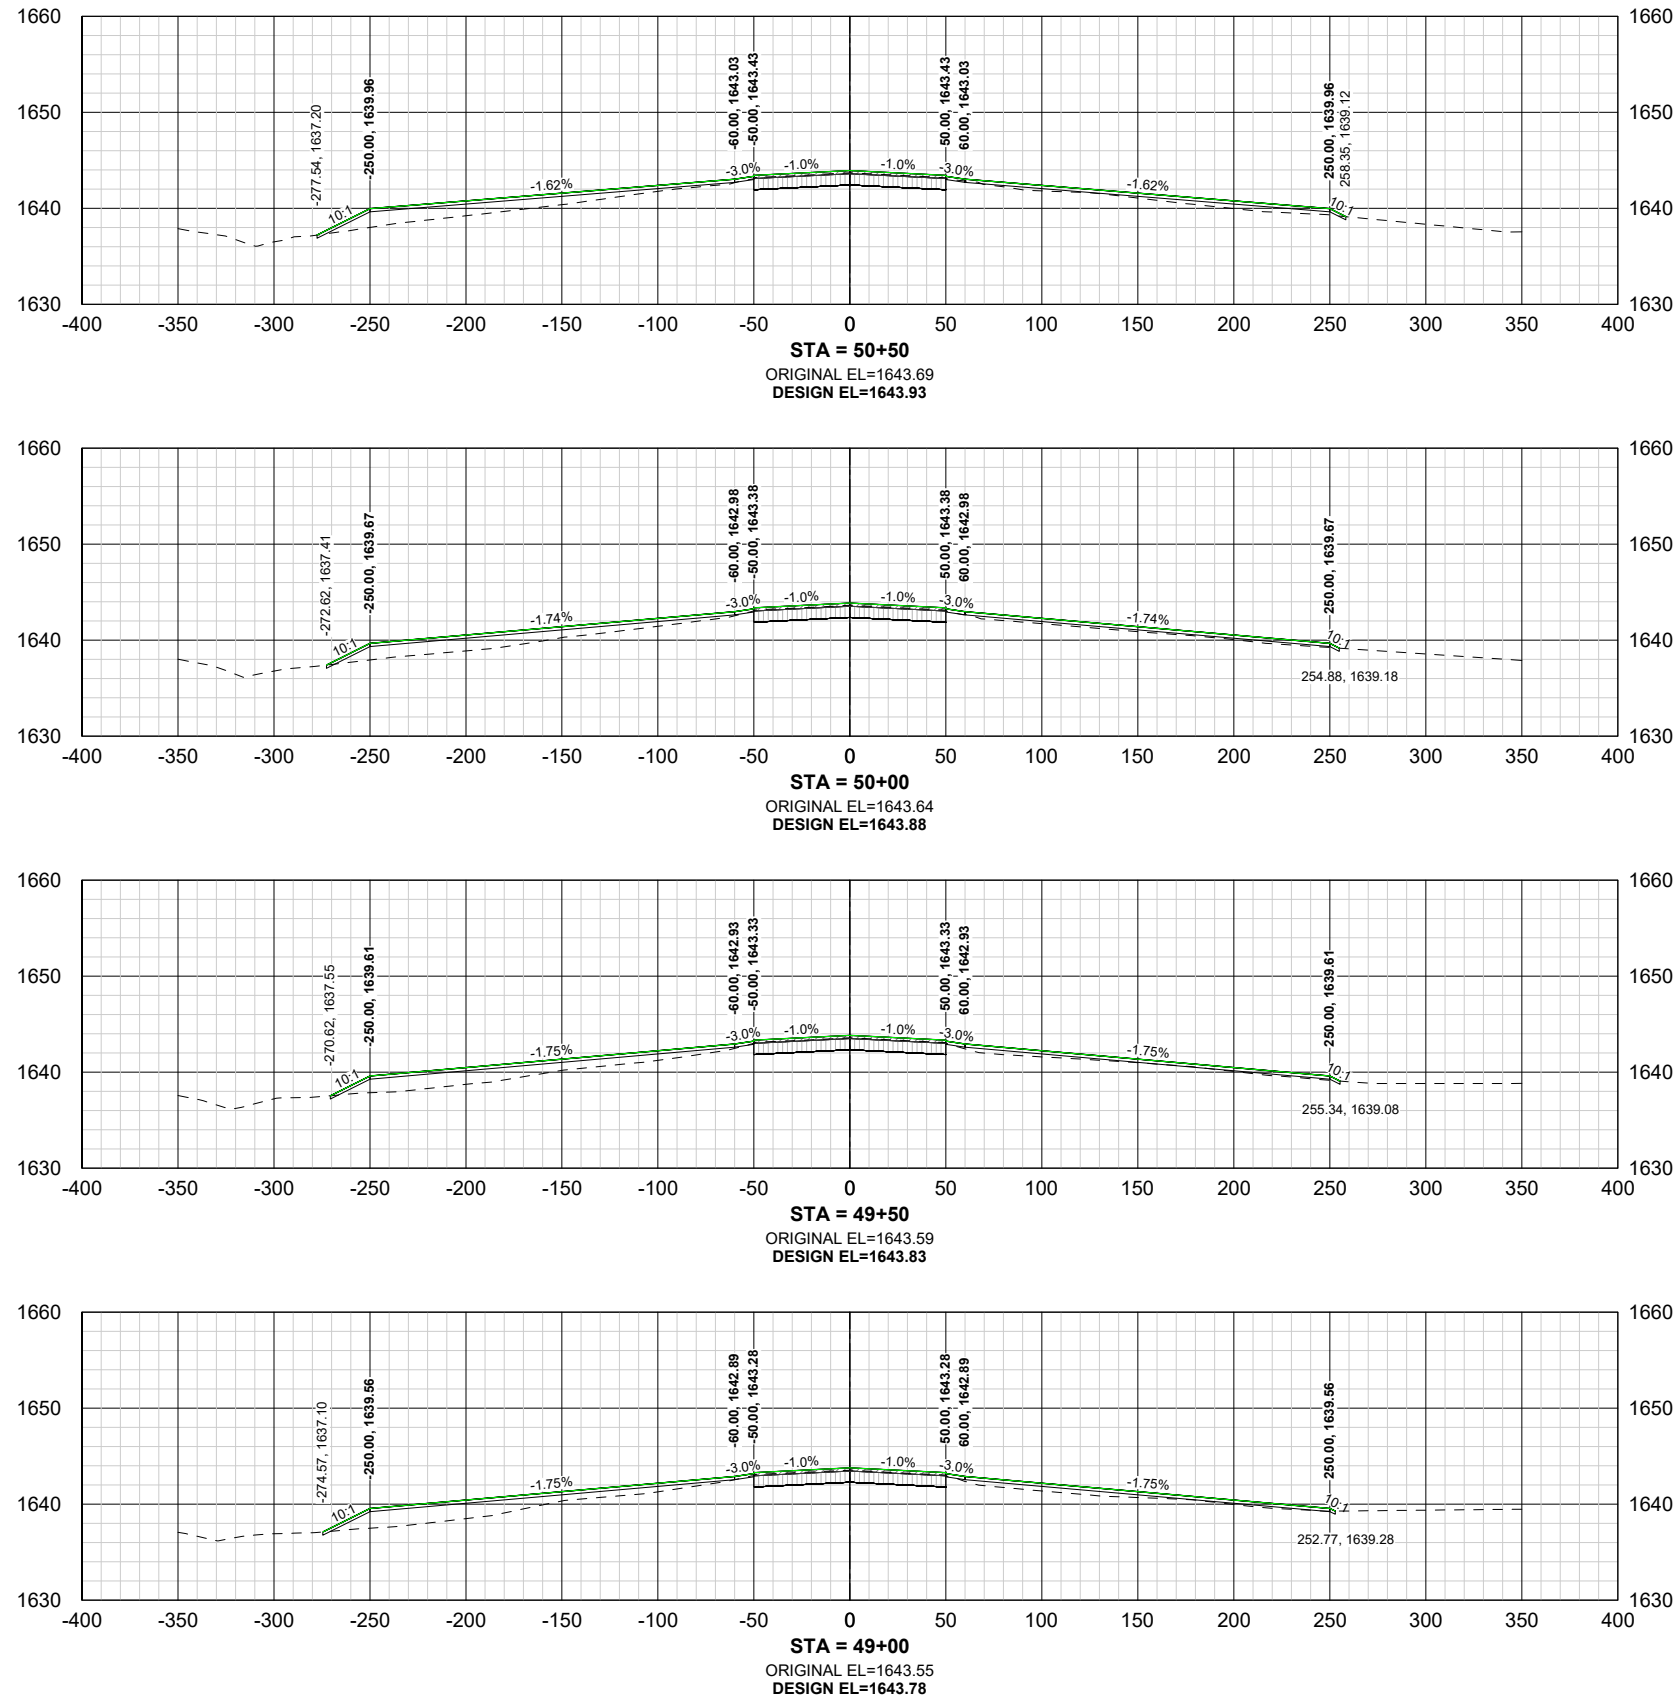 1660 1660
-277.54, 1637.20
-250.00, 1639.96
-60.00, 1643.03
-50.00, 1643.43
50.00, 1643.43
60.00, 1643.03
250.00, 1639.96
258.35, 1639.12
1650 1650
10:1 -1.62% -3.0% -1.0% -1.0% -3.0% -1.62% 10:1
1640 1640
1630 1630
-400 -350 -300 -250 -200 -150 -100 -50 0 50 100 150 200 250 300 350 400
STA = 50+50
ORIGINAL EL=1643.69
DESIGN EL=1643.93
1660 1660
-272.62, 1637.41
-250.00, 1639.67
-60.00, 1642.98
-50.00, 1643.38
50.00, 1643.38
60.00, 1642.98
250.00, 1639.67
1650 1650
10:1 -1.74% -3.0% -1.0% -1.0% -3.0% -1.74% 10:1
1640 1640
254.88, 1639.18
1630 1630
-400 -350 -300 -250 -200 -150 -100 -50 0 50 100 150 200 250 300 350 400
STA = 50+00
ORIGINAL EL=1643.64
DESIGN EL=1643.88
1660 1660
-270.62, 1637.55
-250.00, 1639.61
-60.00, 1642.93
-50.00, 1643.33
50.00, 1643.33
60.00, 1642.93
250.00, 1639.61
1650 1650
10:1 -1.75% -3.0% -1.0% -1.0% -3.0% -1.75% 10:1
1640 1640
255.34, 1639.08
1630 1630
-400 -350 -300 -250 -200 -150 -100 -50 0 50 100 150 200 250 300 350 400
STA = 49+50
ORIGINAL EL=1643.59
DESIGN EL=1643.83
1660 1660
-274.57, 1637.10
-250.00, 1639.56
-60.00, 1642.89
-50.00, 1643.28
50.00, 1643.28
60.00, 1642.89
250.00, 1639.56
1650 1650
10:1 -1.75% -3.0% -1.0% -1.0% -3.0% -1.75% 10:1
1640 1640
252.77, 1639.28
1630 1630
-400 -350 -300 -250 -200 -150 -100 -50 0 50 100 150 200 250 300 350 400
STA = 49+00
ORIGINAL EL=1643.55
DESIGN EL=1643.78